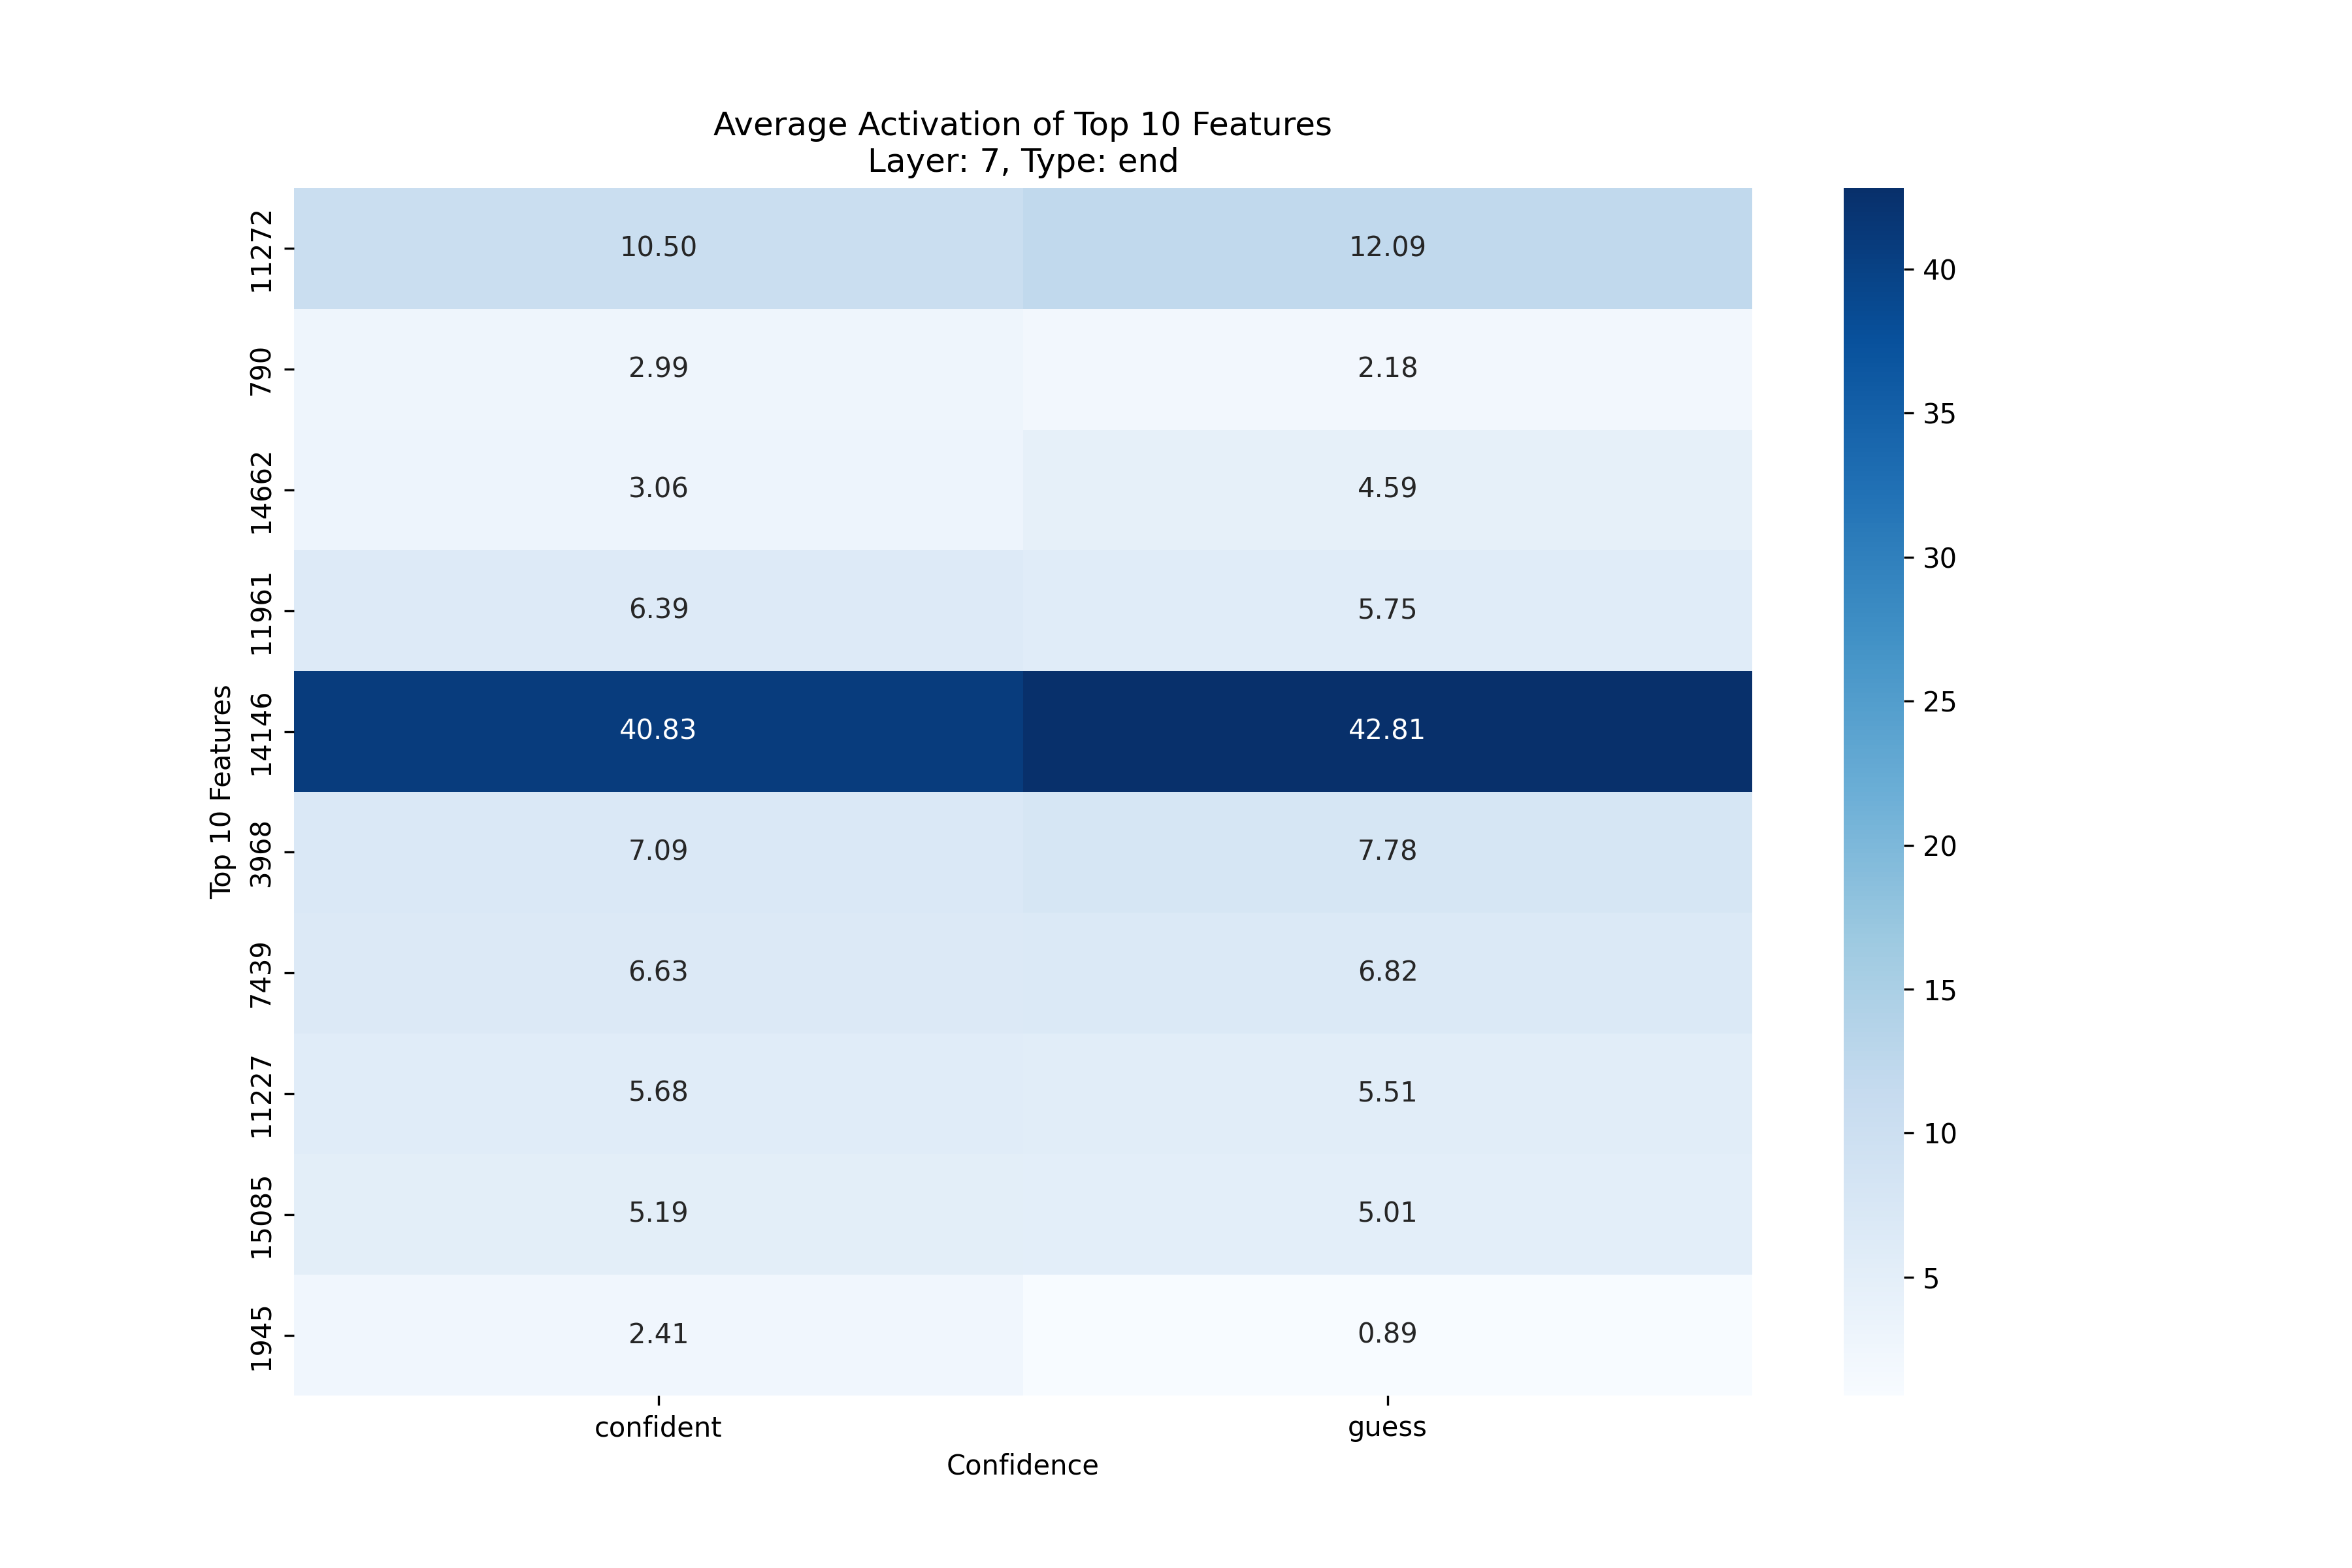 Average Activation of Top 10 Features
Layer: 7, Type: end
Top 10 Features
11272 10.50 12.09
790 2.99 2.18
14662 3.06 4.59
11961 6.39 5.75
14146 40.83 42.81
3968 7.09 7.78
7439 6.63 6.82
11227 5.68 5.51
15085 5.19 5.01
1945 2.41 0.89
confident guess
Confidence
40
35
30
25
20
15
10
5